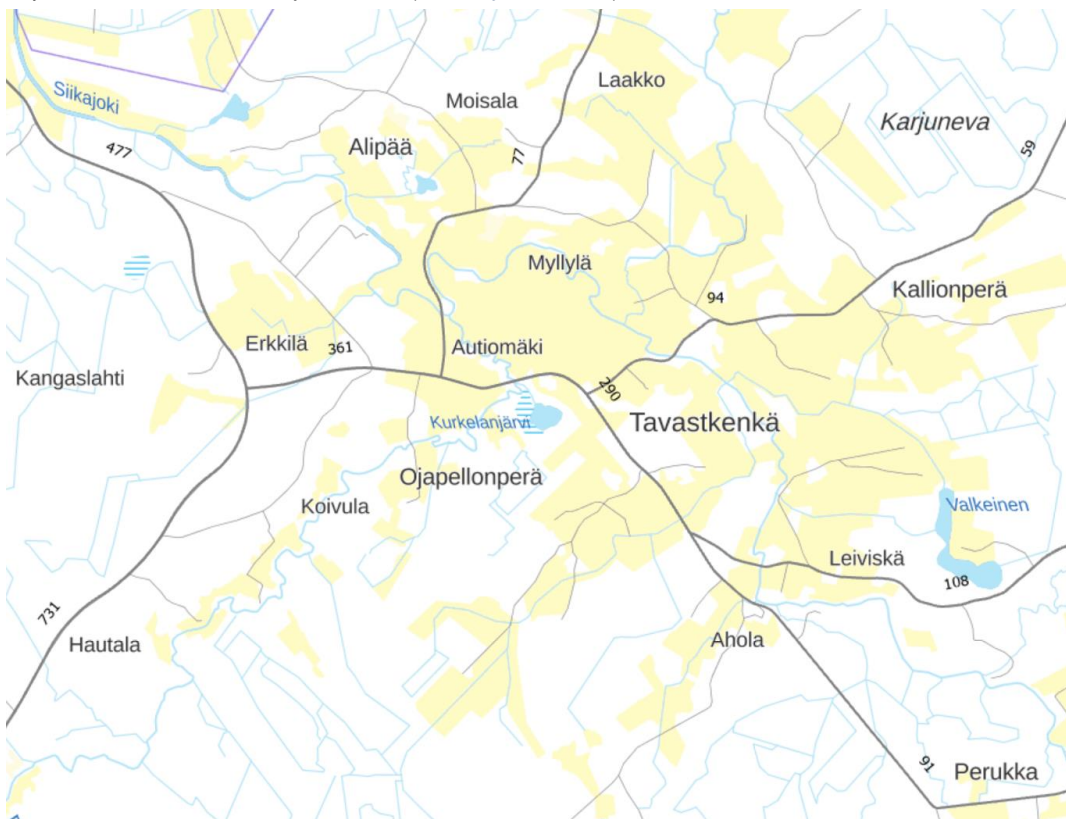 Laakko
Siikajoki
Moisala
Karjuneva
477
Alipää
77
59
Myllylä
Kallionperä
94
Erkkilä
361
Autiomäki
Kangaslahti
290
Kurkelanjärvi
Tavastkenkä
Ojapellonperä
Koivula
Valkeinen
Leiviskä
108
731
Hautala
Ahola
91
Perukka